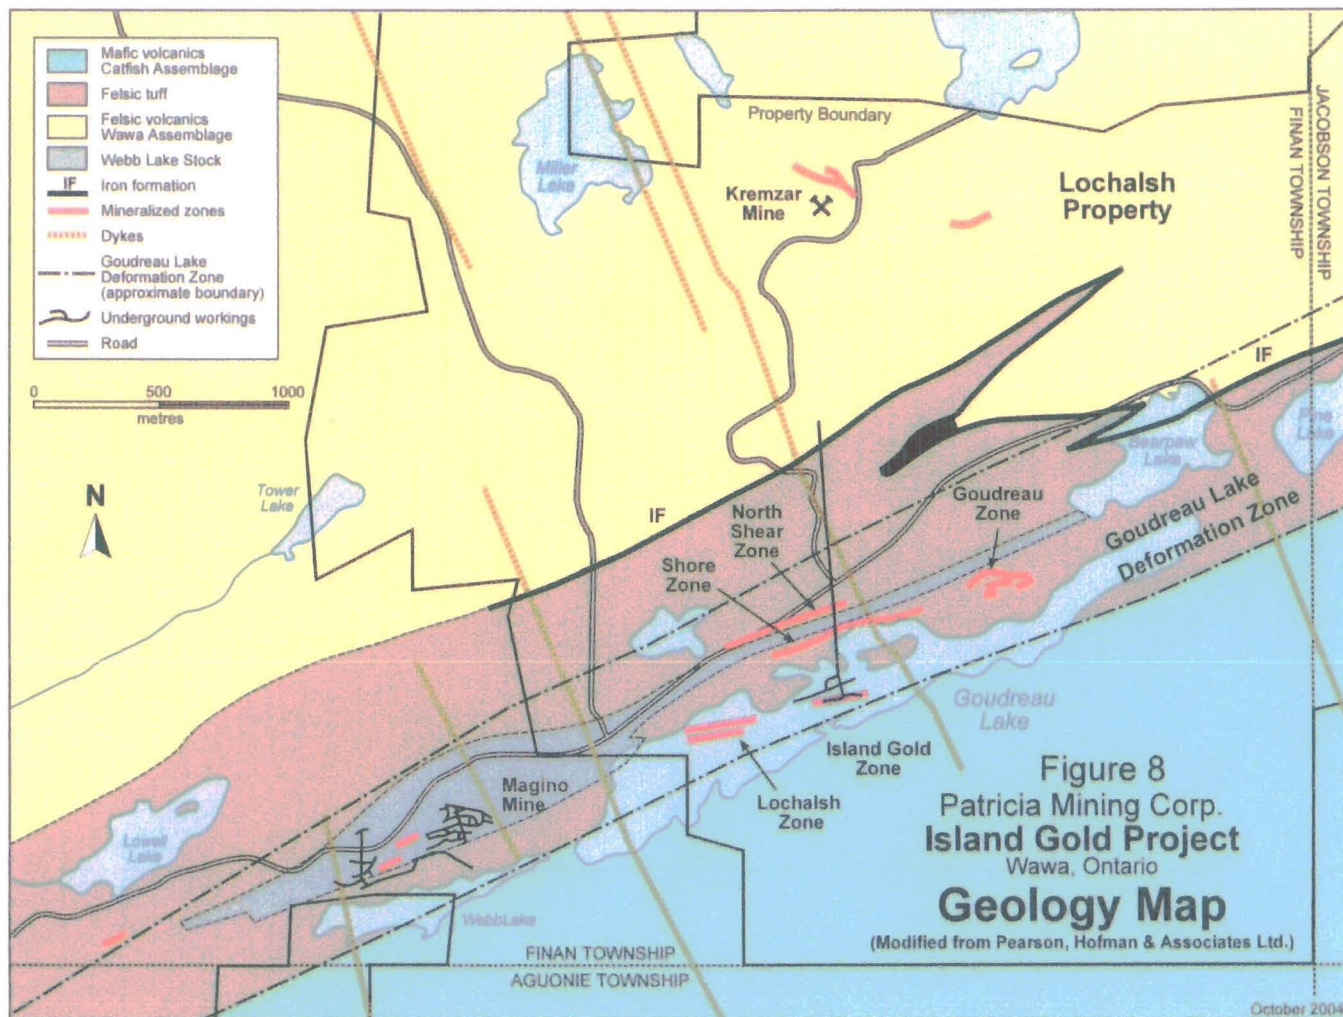 Mafic volcanics
Catfish Assemblage
Felsic tuff
Felsic volcanics
Wawa Assemblage
Webb Lake Stock
IF
Iron formation
Mineralized zones
Dykes
Goudreau Lake
Deformation Zone
(approximate boundary)
Underground workings
Road
0 500 1000
metres
N
Miller
Lake
Property Boundary
Kremzar
Mine
Lochalsh
Property
FINAN TOWNSHIP
JACOBSON TOWNSHIP
IF
Tower
Lake
IF
North
Shear
Zone
Shore
Zone
Goudreau
Zone
Bearpaw
Lake
Pine
Lake
Goudreau Lake
Deformation Zone
Goudreau
Lake
Island Gold
Zone
Lochalsh
Zone
Magino
Mine
Lowell
Lake
WebbLake
FINAN TOWNSHIP
AGUONIE TOWNSHIP
Figure 8
Patricia Mining Corp.
Island Gold Project
Wawa, Ontario
Geology Map
(Modified from Pearson, Hofman & Associates Ltd.)
October 2004